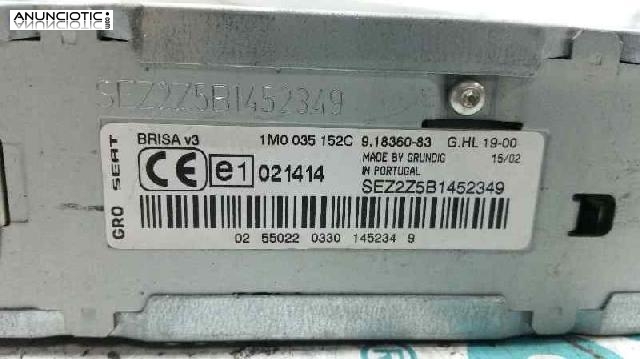 ANUNCIOTIC
SEZ2Z5B1452349
GRO SEAT
BRISA v3 1M0 035 152C 9.18360-83 G.HL 19-00
CE e1 021414 MADE BY GRUNDIG 15/02
IN PORTUGAL
SEZ2Z5B1452349
02 55022 0330 145234 9